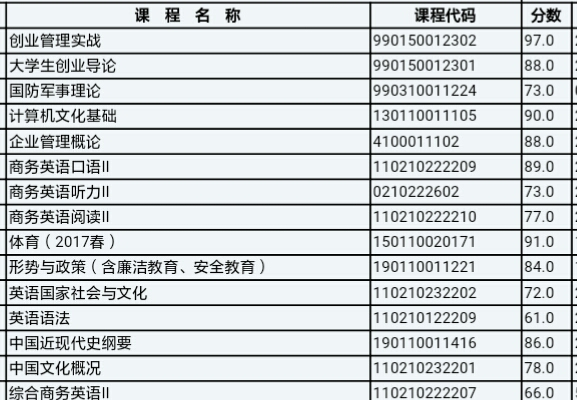 课 程 名 称 课程代码 分数
创业管理实战 990150012302 97.0
大学生创业导论 990150012301 88.0
国防军事理论 990310011224 73.0
计算机文化基础 130110011105 90.0
企业管理概论 4100011102 88.0
商务英语口语II 110210222209 89.0
商务英语听力II 0210222602 73.0
商务英语阅读II 110210222210 77.0
体育（2017春） 150110020171 91.0
形势与政策（含廉洁教育、安全教育） 190110011221 84.0
英语国家社会与文化 110210232202 72.0
英语语法 110210122209 61.0
中国近现代史纲要 190110011416 86.0
中国文化概况 110210232201 78.0
综合商务英语II 110210222207 66.0